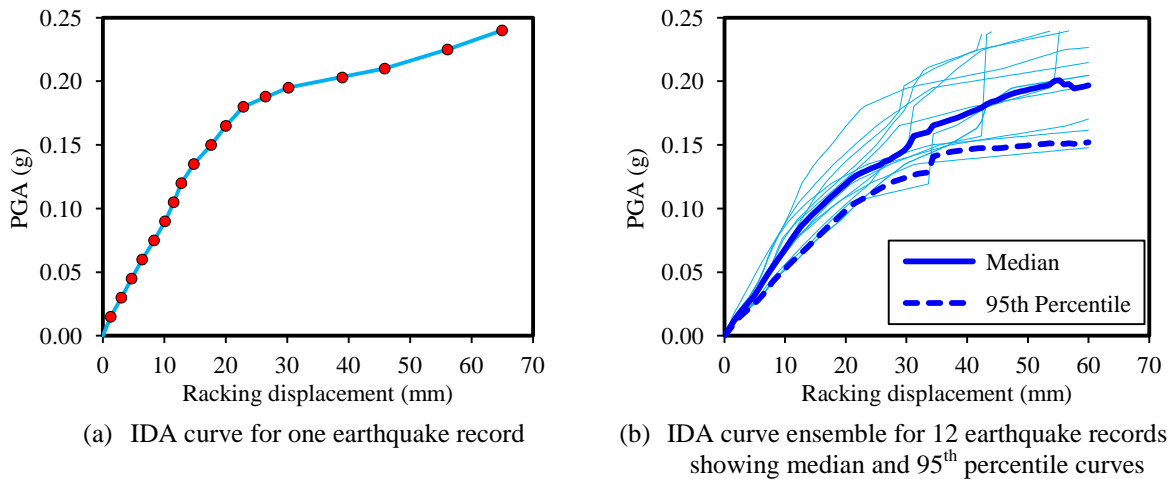 0.25
0.20
0.15
0.10
0.05
0.00
PGA (g)
0 10 20 30 40 50 60 70
Racking displacement (mm)
(a) IDA curve for one earthquake record
0.25
0.20
0.15
0.10
0.05
0.00
PGA (g)
Median
95th Percentile
0 10 20 30 40 50 60 70
Racking displacement (mm)
(b) IDA curve ensemble for 12 earthquake records
showing median and 95th percentile curves